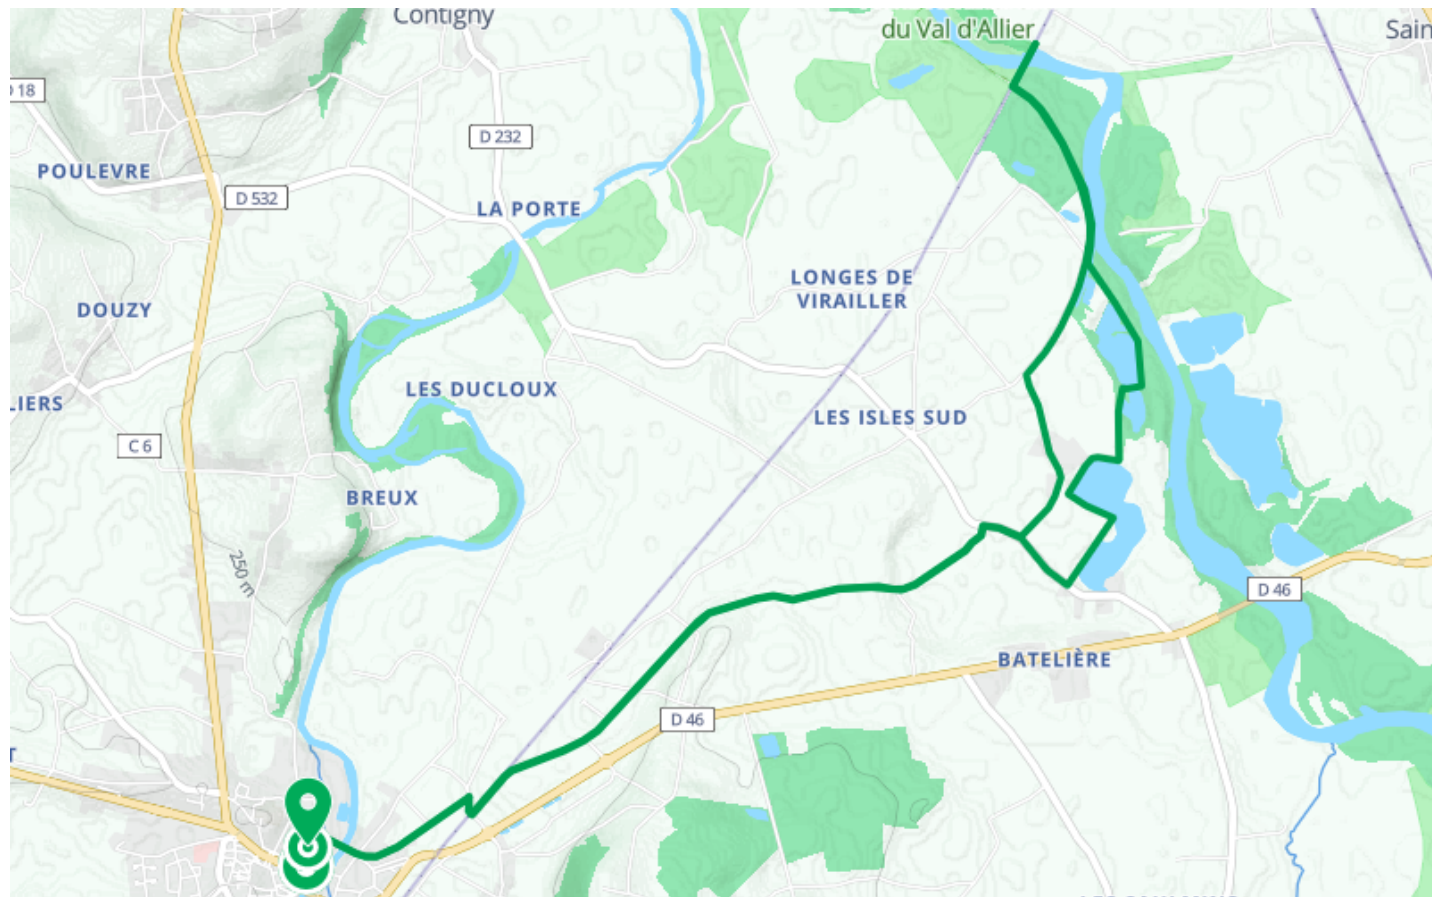 Contigny
du Val d'Allier
Sain
D 18
D 232
POULEVRE
D 532
LA PORTE
LONGES DE
VIRAILLER
DOUZY
LES DUCLOUX
LIERS
LES ISLES SUD
C 6
BREUX
250 m
D 46
BATELIÈRE
D 46
T